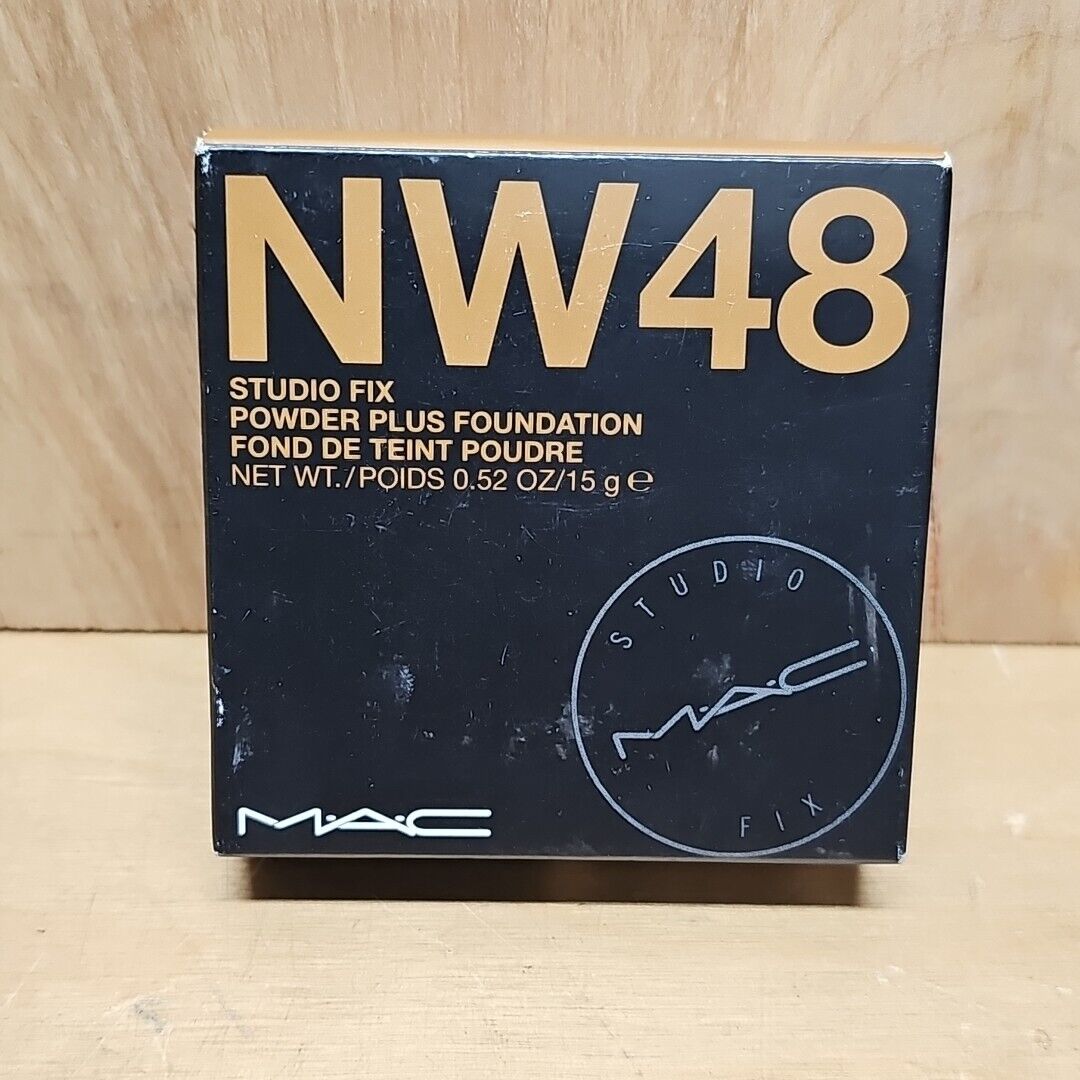 NW48
STUDIO FIX
POWDER PLUS FOUNDATION
FOND DE TEINT POUDRE
NET WT./POIDS 0.52 OZ/15 g ℮
STUDIO
M·A·C
FIX
M·A·C